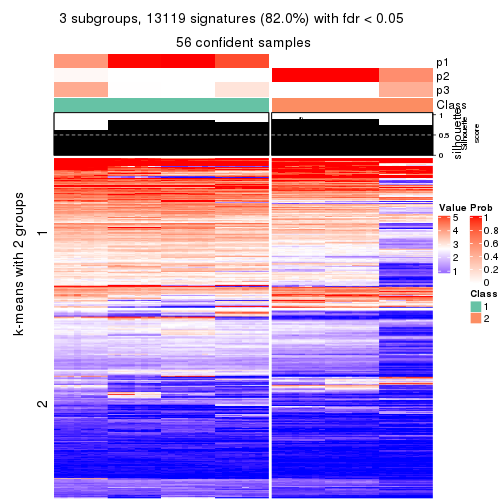 3 subgroups, 13119 signatures (82.0%) with fdr < 0.05
56 confident samples
p1
p2
p3
Class
1
0.5
0
silhouette
Silhouette
score
k-means with 2 groups
1
2
Value
5
4
3
2
1
Prob
1
0.8
0.6
0.4
0.2
0
Class
1
2